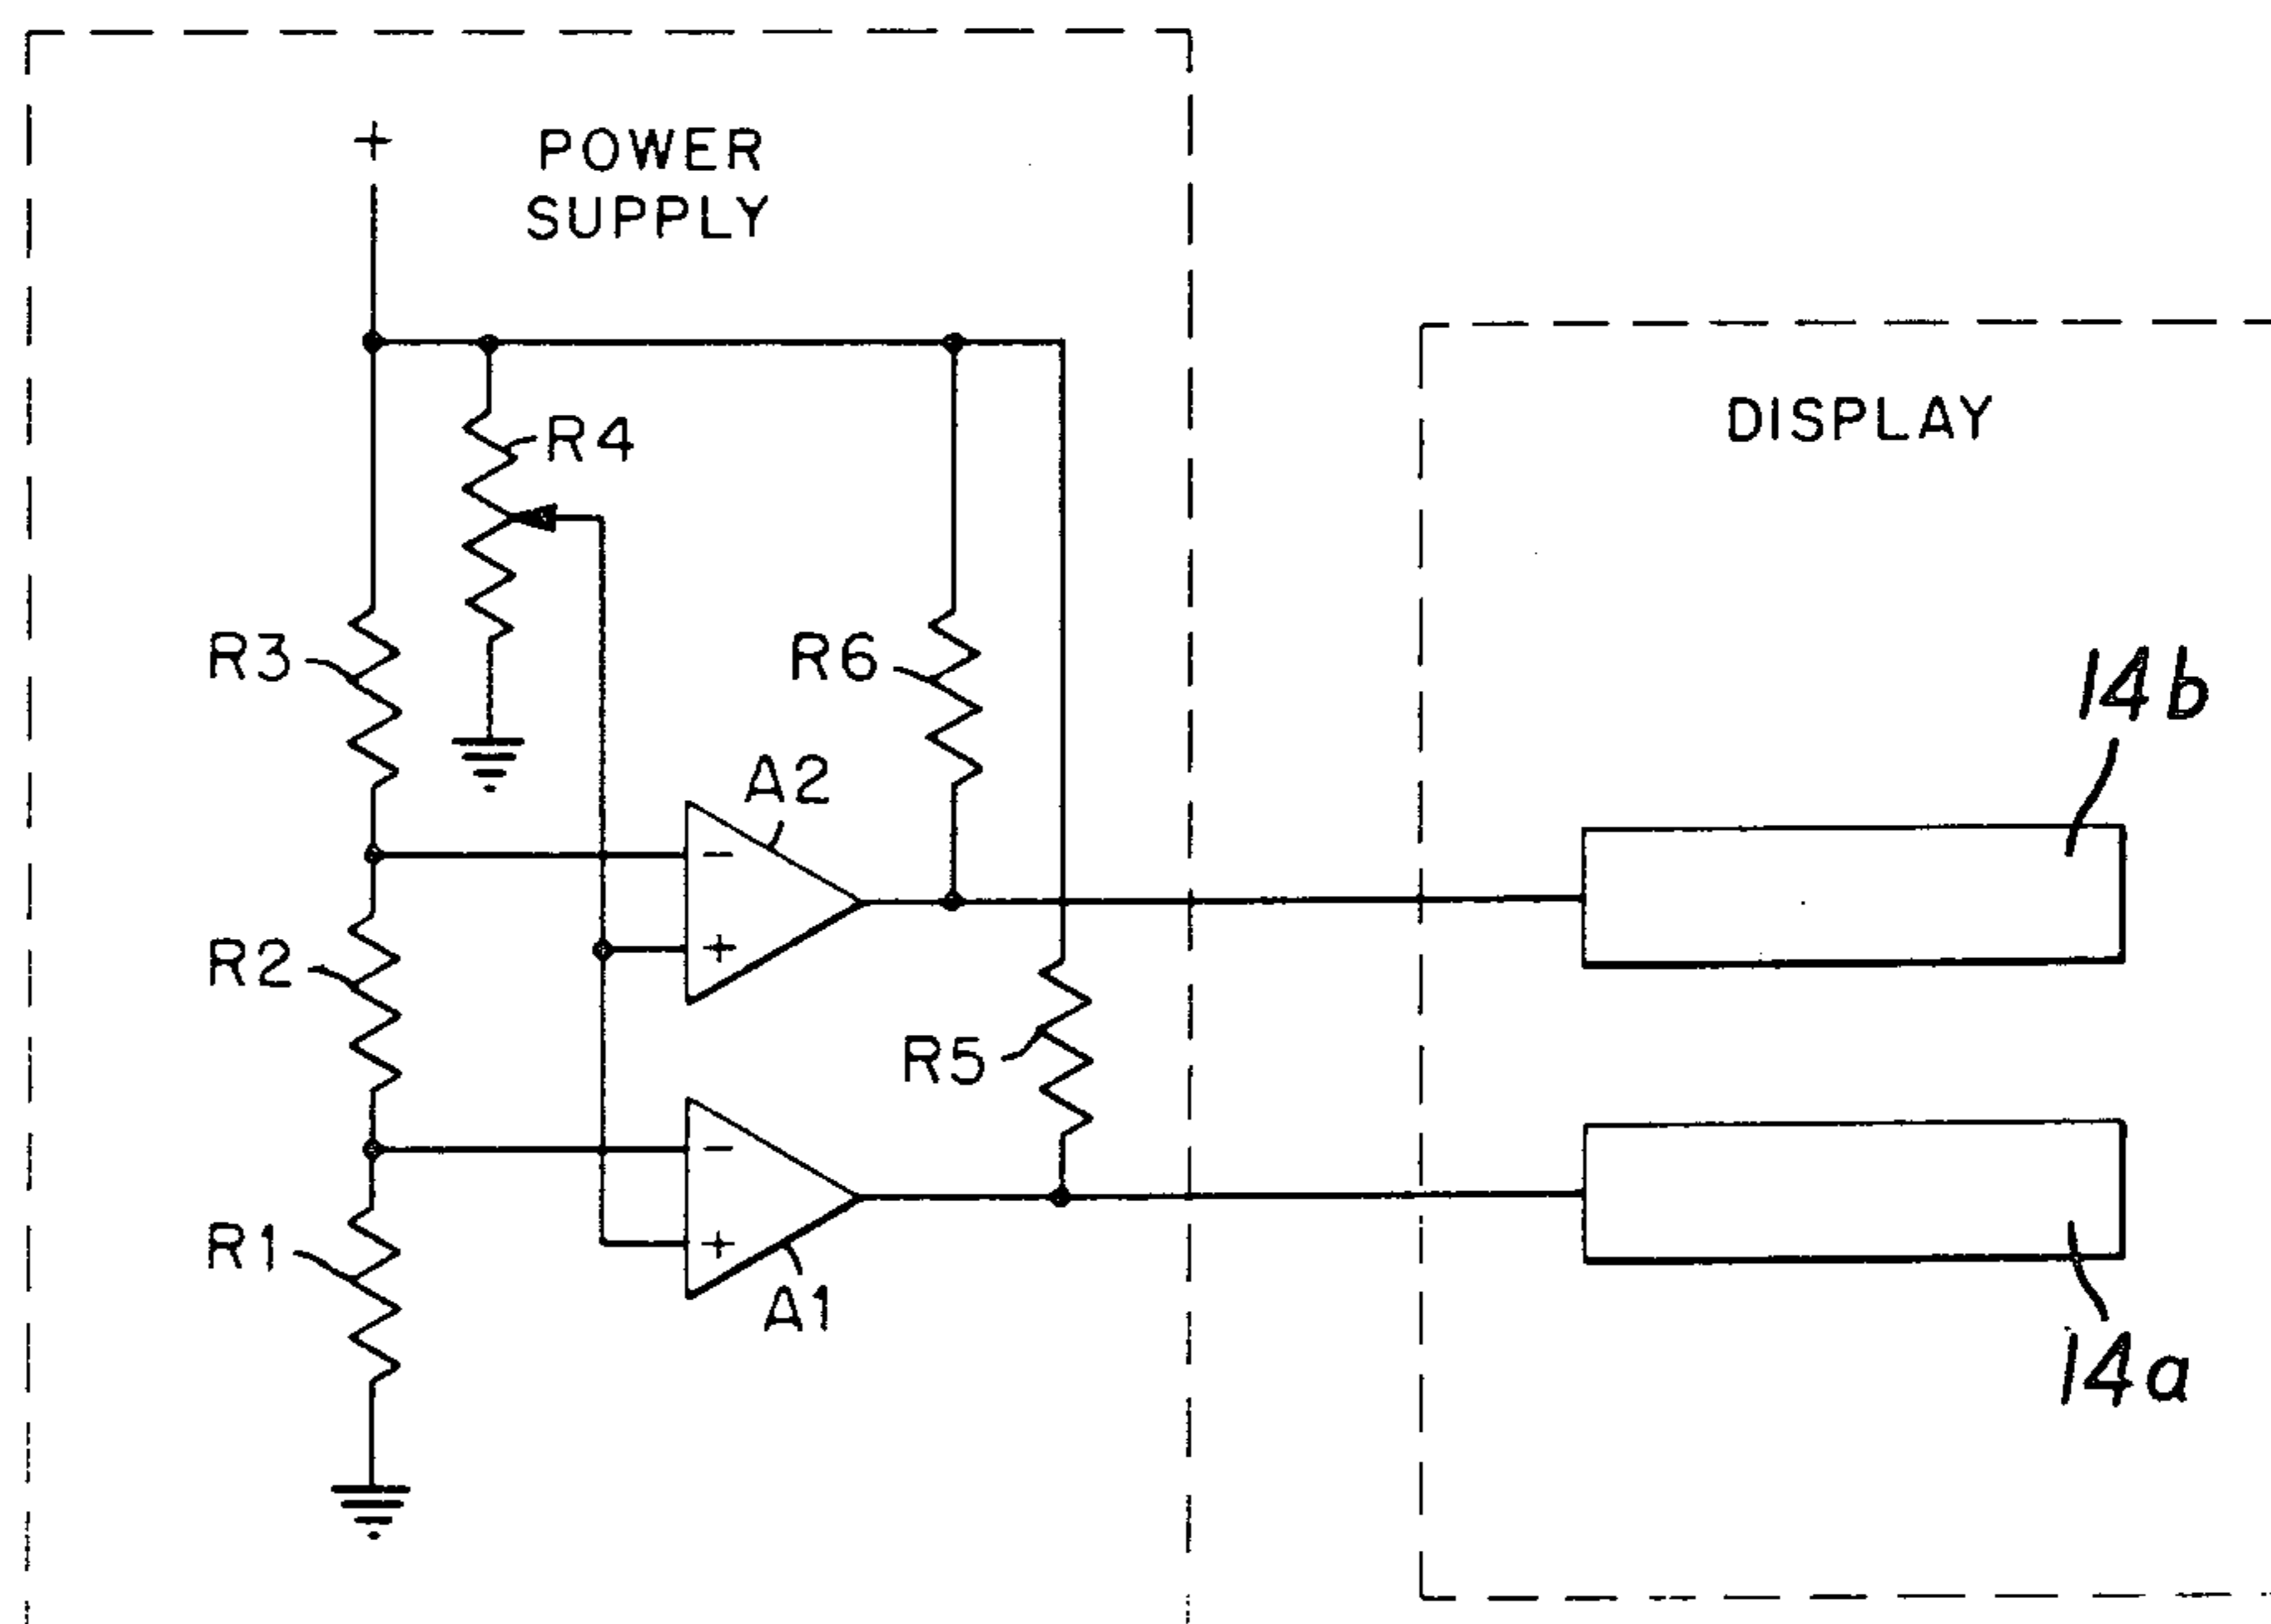 +
POWER
SUPPLY
DISPLAY
R4
R3
R6
14b
A2
-
+
R2
R5
-
+
R1
A1
14a